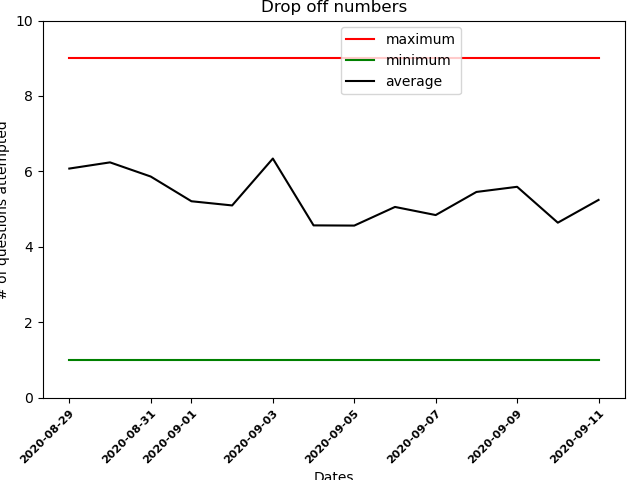 Drop off numbers
maximum
minimum
average
# of questions attempted
10
8
6
4
2
0
2020-08-29
2020-08-31
2020-09-01
2020-09-03
2020-09-05
2020-09-07
2020-09-09
2020-09-11
Dates